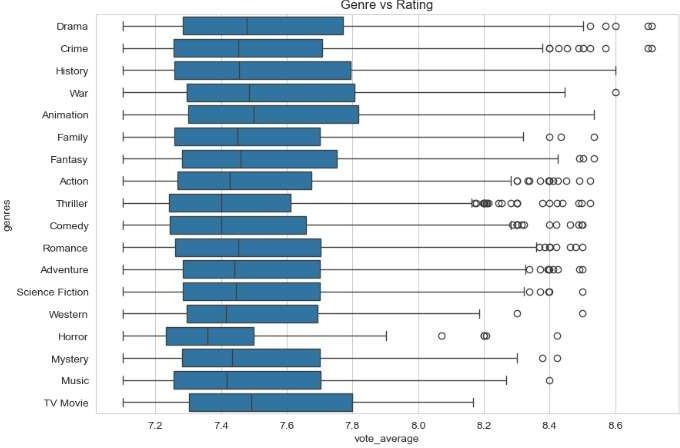 Genre vs Rating
Drama
Crime
History
War
Animation
Family
Fantasy
Action
Thriller
Comedy
Romance
Adventure
Science Fiction
Western
Horror
Mystery
Music
TV Movie
genres
7.2 7.4 7.6 7.8 8.0 8.2 8.4 8.6
vote_average